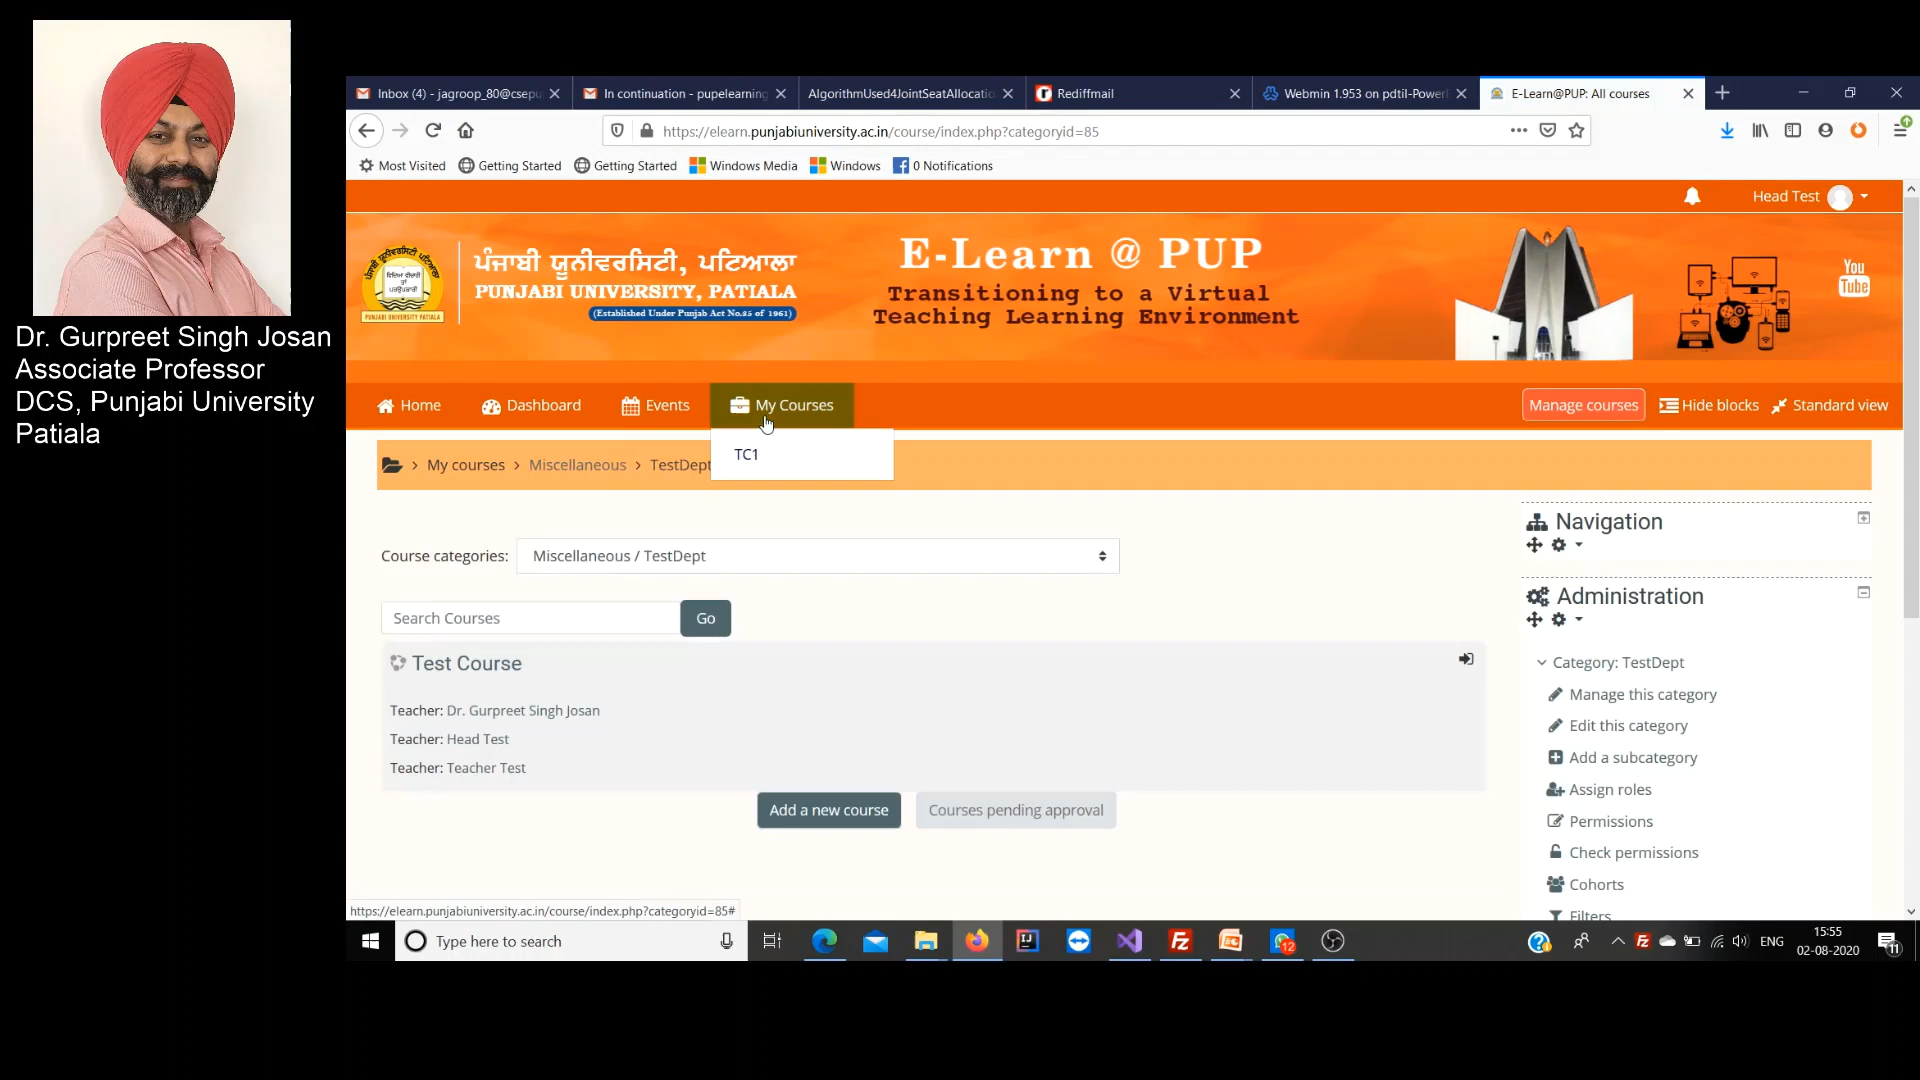 Dr. Gurpreet Singh Josan
Associate Professor
DCS, Punjabi University
Patiala
Inbox (4) - jagroop_80@csepu
In continuation - pupelearning
AlgorithmUsed4JointSeatAllocatio
Rediffmail
Webmin 1.953 on pdtil-PowerE
E-Learn@PUP: All courses
https://elearn.punjabiuniversity.ac.in/course/index.php?categoryid=85
Most Visited
Getting Started
Getting Started
Windows Media
Windows
0 Notifications
Head Test
ਪੰਜਾਬੀ ਯੂਨੀਵਰਸਿਟੀ, ਪਟਿਆਲਾ
PUNJABI UNIVERSITY, PATIALA
(Established Under Punjab Act No.35 of 1961)
PUNJABI UNIVERSITY PATIALA
E-Learn @ PUP
Transitioning to a Virtual
Teaching Learning Environment
You
Tube
Home
Dashboard
Events
My Courses
Manage courses
Hide blocks
Standard view
TC1
My courses
Miscellaneous
TestDept
Course categories:
Miscellaneous / TestDept
Search Courses
Go
Test Course
Teacher: Dr. Gurpreet Singh Josan
Teacher: Head Test
Teacher: Teacher Test
Add a new course
Courses pending approval
Navigation
Administration
Category: TestDept
Manage this category
Edit this category
Add a subcategory
Assign roles
Permissions
Check permissions
Cohorts
Filters
https://elearn.punjabiuniversity.ac.in/course/index.php?categoryid=85#
Type here to search
12
ENG
15:55
02-08-2020
11